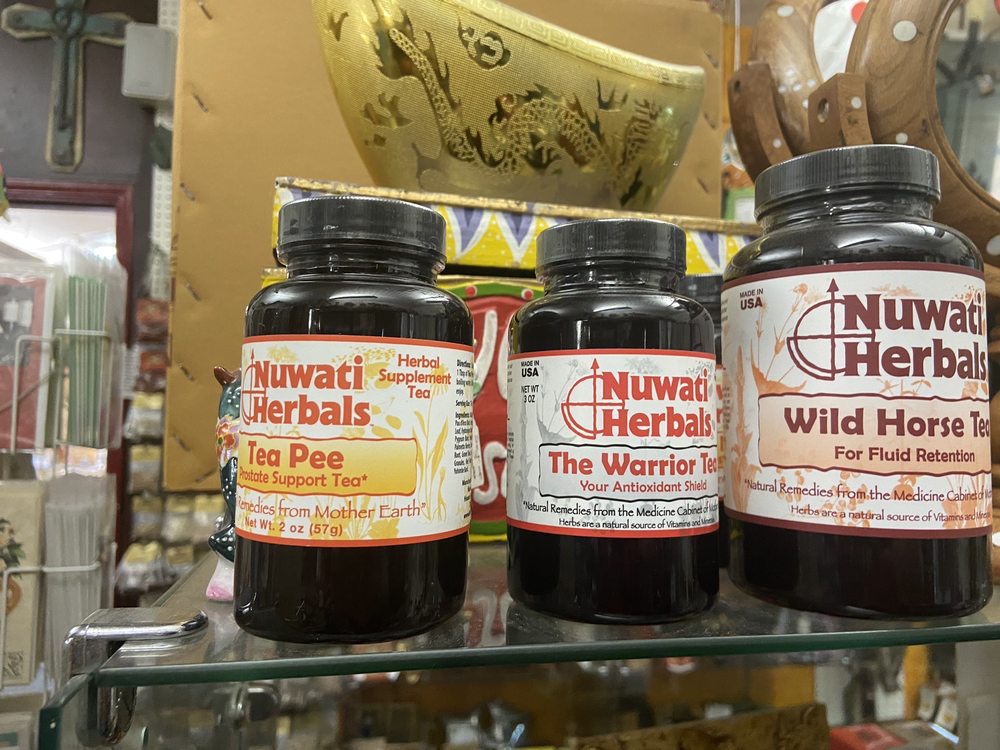 Nuwati
Herbals
Herbal
Supplement
Tea
Tea Pee
Prostate Support Tea*
Remedies from Mother Earth"
Net Wt. 2 oz (57g)
MADE IN
USA
NET WT
3 OZ
Nuwati
Herbals
The Warrior Tea
Your Antioxidant Shield
"Natural Remedies from the Medicine Cabinet of
Herbs are a natural source of Vitamins and
MADE IN
USA
Nuwati
Herbals
Wild Horse Tea
For Fluid Retention
"Natural Remedies from the Medicine Cabinet of
Herbs are a natural source of Vitamins and